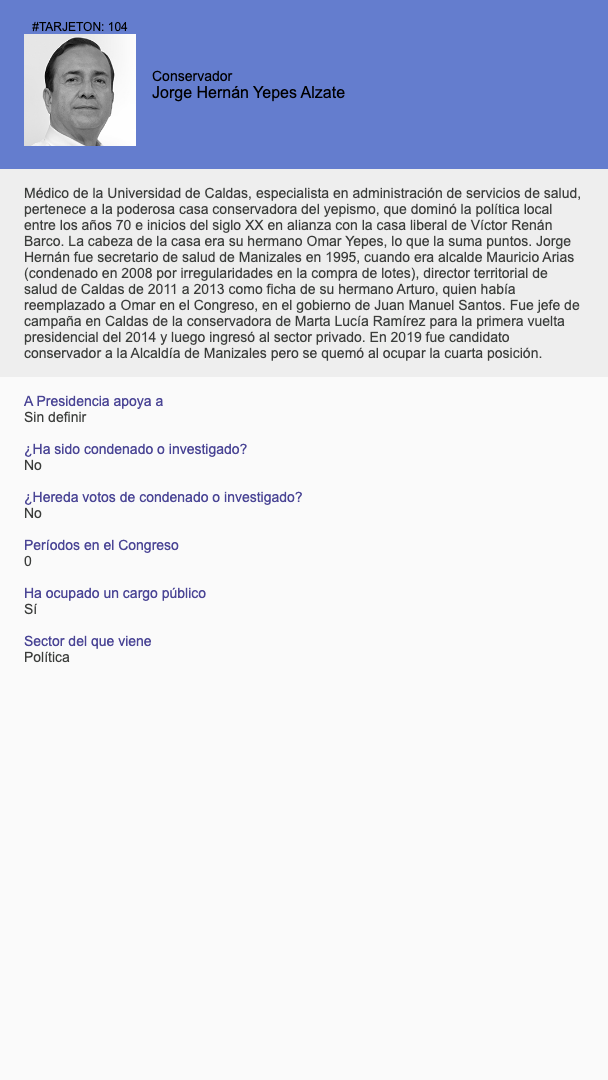 #TARJETON: 104
Conservador
Jorge Hernán Yepes Alzate
Médico de la Universidad de Caldas, especialista en administración de servicios de salud,
pertenece a la poderosa casa conservadora del yepismo, que dominó la política local
entre los años 70 e inicios del siglo XX en alianza con la casa liberal de Víctor Renán
Barco. La cabeza de la casa era su hermano Omar Yepes, lo que la suma puntos. Jorge
Hernán fue secretario de salud de Manizales en 1995, cuando era alcalde Mauricio Arias
(condenado en 2008 por irregularidades en la compra de lotes), director territorial de
salud de Caldas de 2011 a 2013 como ficha de su hermano Arturo, quien había
reemplazado a Omar en el Congreso, en el gobierno de Juan Manuel Santos. Fue jefe de
campaña en Caldas de la conservadora de Marta Lucía Ramírez para la primera vuelta
presidencial del 2014 y luego ingresó al sector privado. En 2019 fue candidato
conservador a la Alcaldía de Manizales pero se quemó al ocupar la cuarta posición.
A Presidencia apoya a
Sin definir
¿Ha sido condenado o investigado?
No
¿Hereda votos de condenado o investigado?
No
Períodos en el Congreso
0
Ha ocupado un cargo público
Sí
Sector del que viene
Política